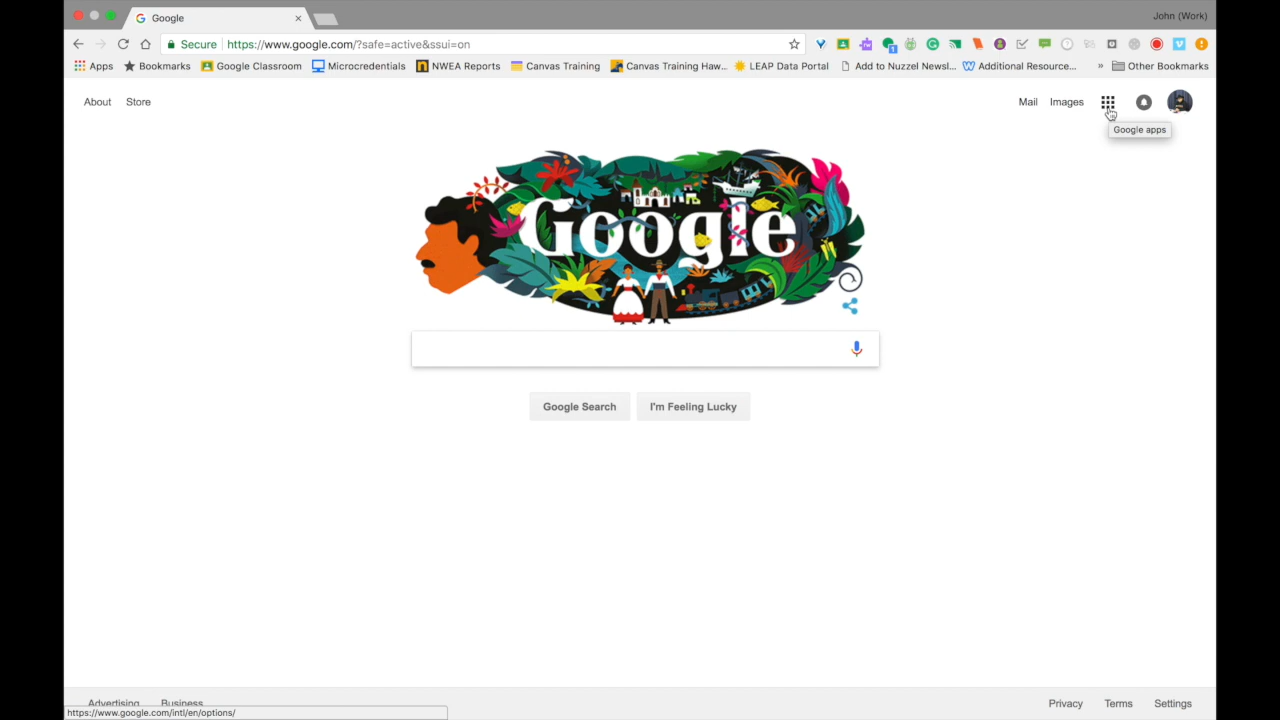 Google
John (Work)
Secure https://www.google.com/?safe=active&ssui=on
Apps Bookmarks Google Classroom Microcredentials NWEA Reports Canvas Training Canvas Training Haw... LEAP Data Portal Add to Nuzzel Newsl... Additional Resource... » Other Bookmarks
About Store Mail Images
Google apps
Google
Google Search I'm Feeling Lucky
Advertising Business Privacy Terms Settings
https://www.google.com/intl/en/options/